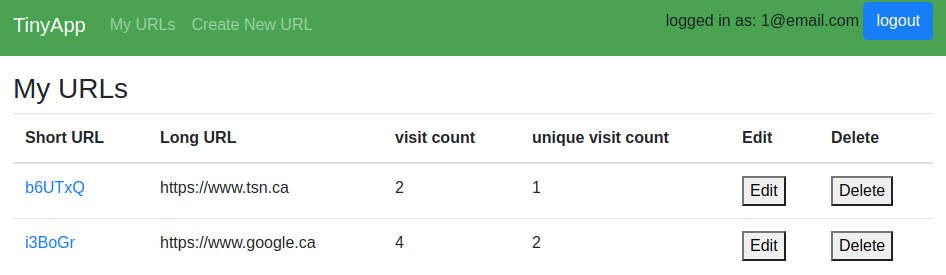 TinyApp My URLs Create New URL logged in as: 1@email.com logout
My URLs
Short URL Long URL visit count unique visit count Edit Delete
b6UTxQ https://www.tsn.ca 2 1 Edit Delete
i3BoGr https://www.google.ca 4 2 Edit Delete